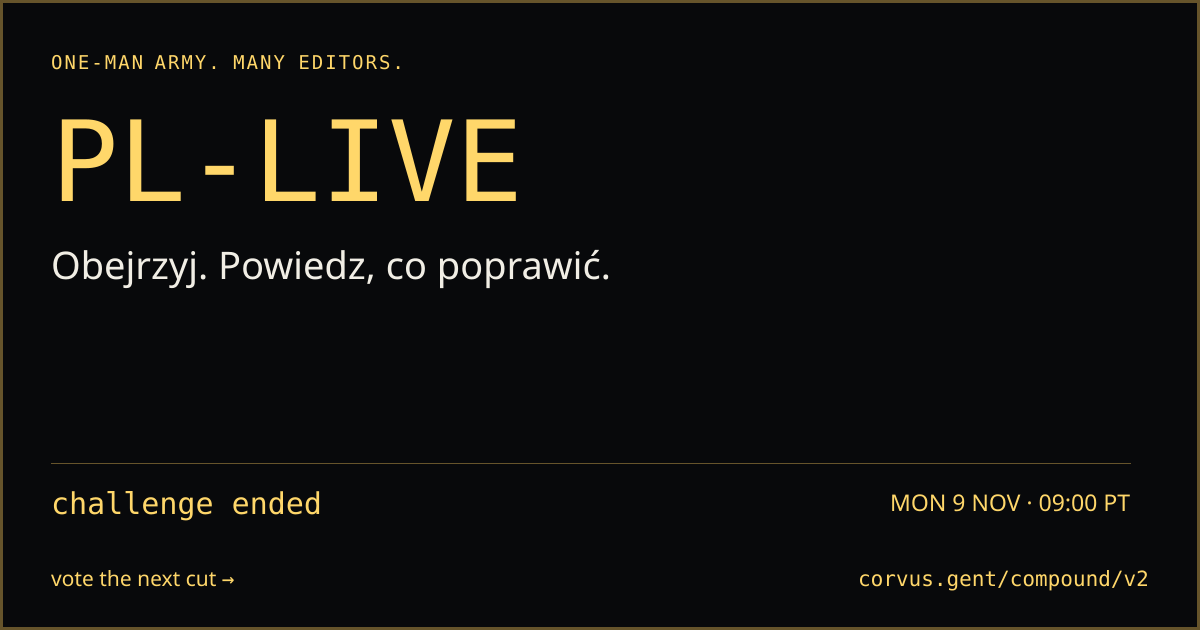 ONE-MAN ARMY. MANY EDITORS.
PL-LIVE
Obejrzyj. Powiedz, co poprawić.
challenge ended
MON 9 NOV · 09:00 PT
vote the next cut →
corvus.gent/compound/v2